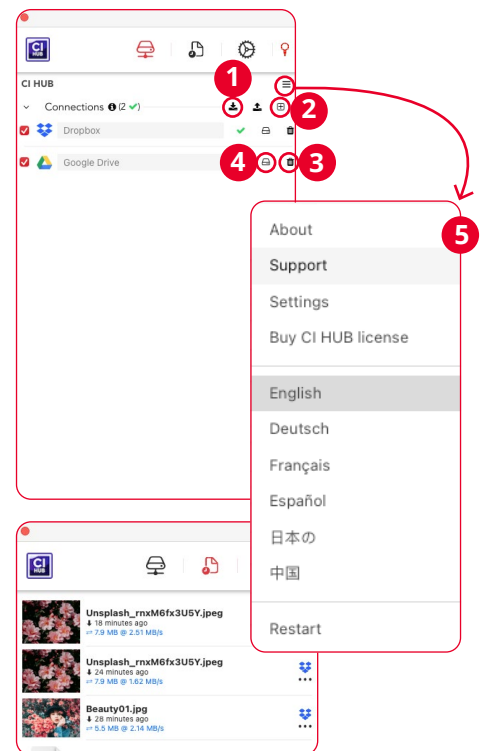 CI
HUB
CI HUB
1
Connections (2 )
2
Dropbox
Google Drive
4
3
5
About
Support
Settings
Buy CI HUB license
English
Deutsch
Français
Español
日本の
中国
Restart
CI
HUB
Unsplash_rnxM6fx3U5Y.jpeg
18 minutes ago
7.9 MB @ 2.51 MB/s
Unsplash_rnxM6fx3U5Y.jpeg
24 minutes ago
7.9 MB @ 1.62 MB/s
Beauty01.jpg
28 minutes ago
5.5 MB @ 2.14 MB/s